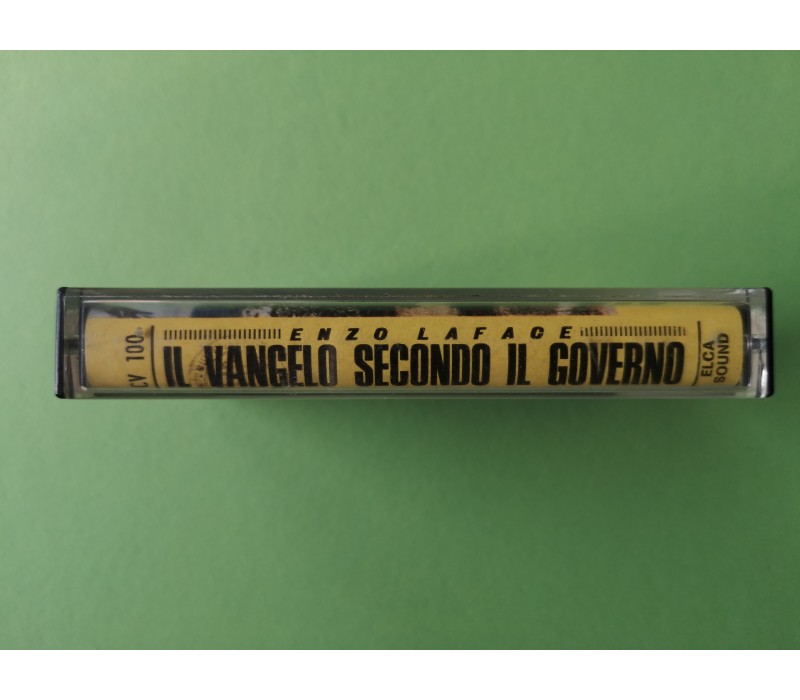 CV 100
ENZO LAFACE
IL VANGELO SECONDO IL GOVERNO
ELCA
SOUND